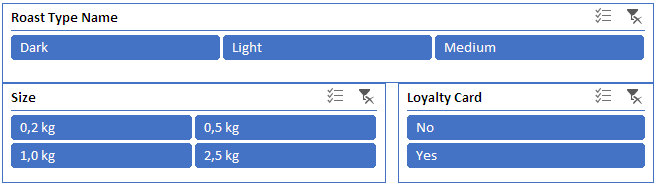 Roast Type Name
Dark Light Medium
Size
0,2 kg 0,5 kg
1,0 kg 2,5 kg
Loyalty Card
No
Yes